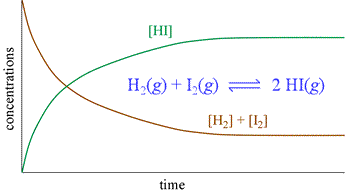 [HI]
H₂(g) + I₂(g) ⇌ 2 HI(g)
[H₂] + [I₂]
concentrations
time